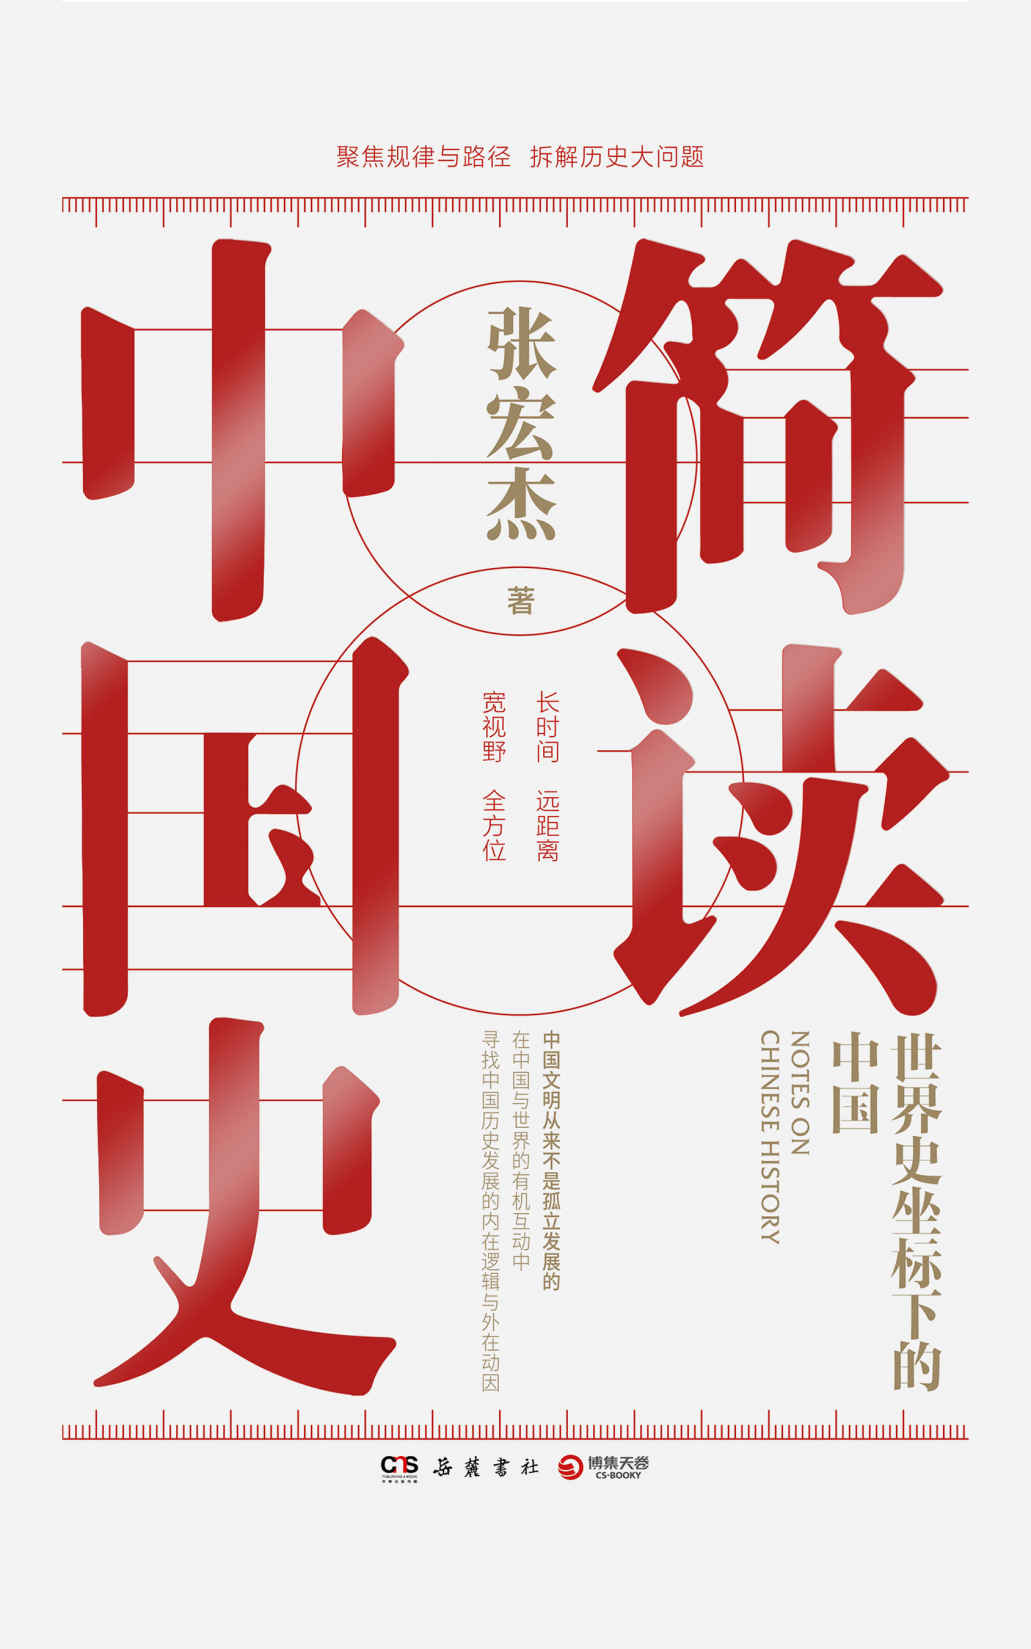 聚焦规律与路径 拆解历史大问题
简读
中国史
张宏杰
著
长时间 远距离
宽视野 全方位
世界史坐标下的
中国
NOTES ON
CHINESE HISTORY
中国文明从来不是孤立发展的
在中国与世界的有机互动中
寻找中国历史发展的内在逻辑与外在动因
CNS
岳麓书社
博集天卷
CS-BOOKY